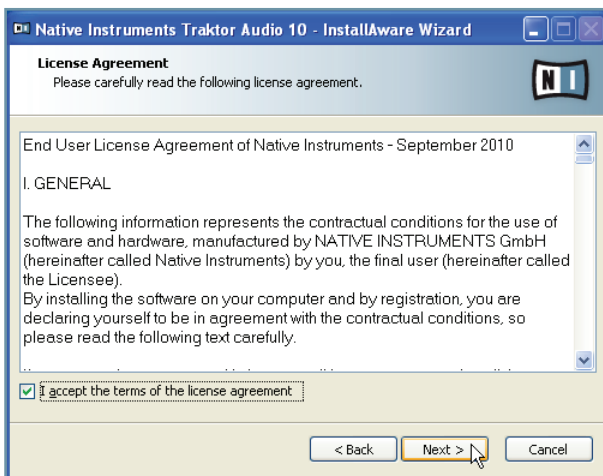 Native Instruments Traktor Audio 10 - InstallAware Wizard
License Agreement
Please carefully read the following license agreement.
N I
End User License Agreement of Native Instruments - September 2010
I. GENERAL
The following information represents the contractual conditions for the use of
software and hardware, manufactured by NATIVE INSTRUMENTS GmbH
(hereinafter called Native Instruments) by you, the final user (hereinafter called
the Licensee).
By installing the software on your computer and by registration, you are
declaring yourself to be in agreement with the contractual conditions, so
please read the following text carefully.
I accept the terms of the license agreement
< Back Next > Cancel